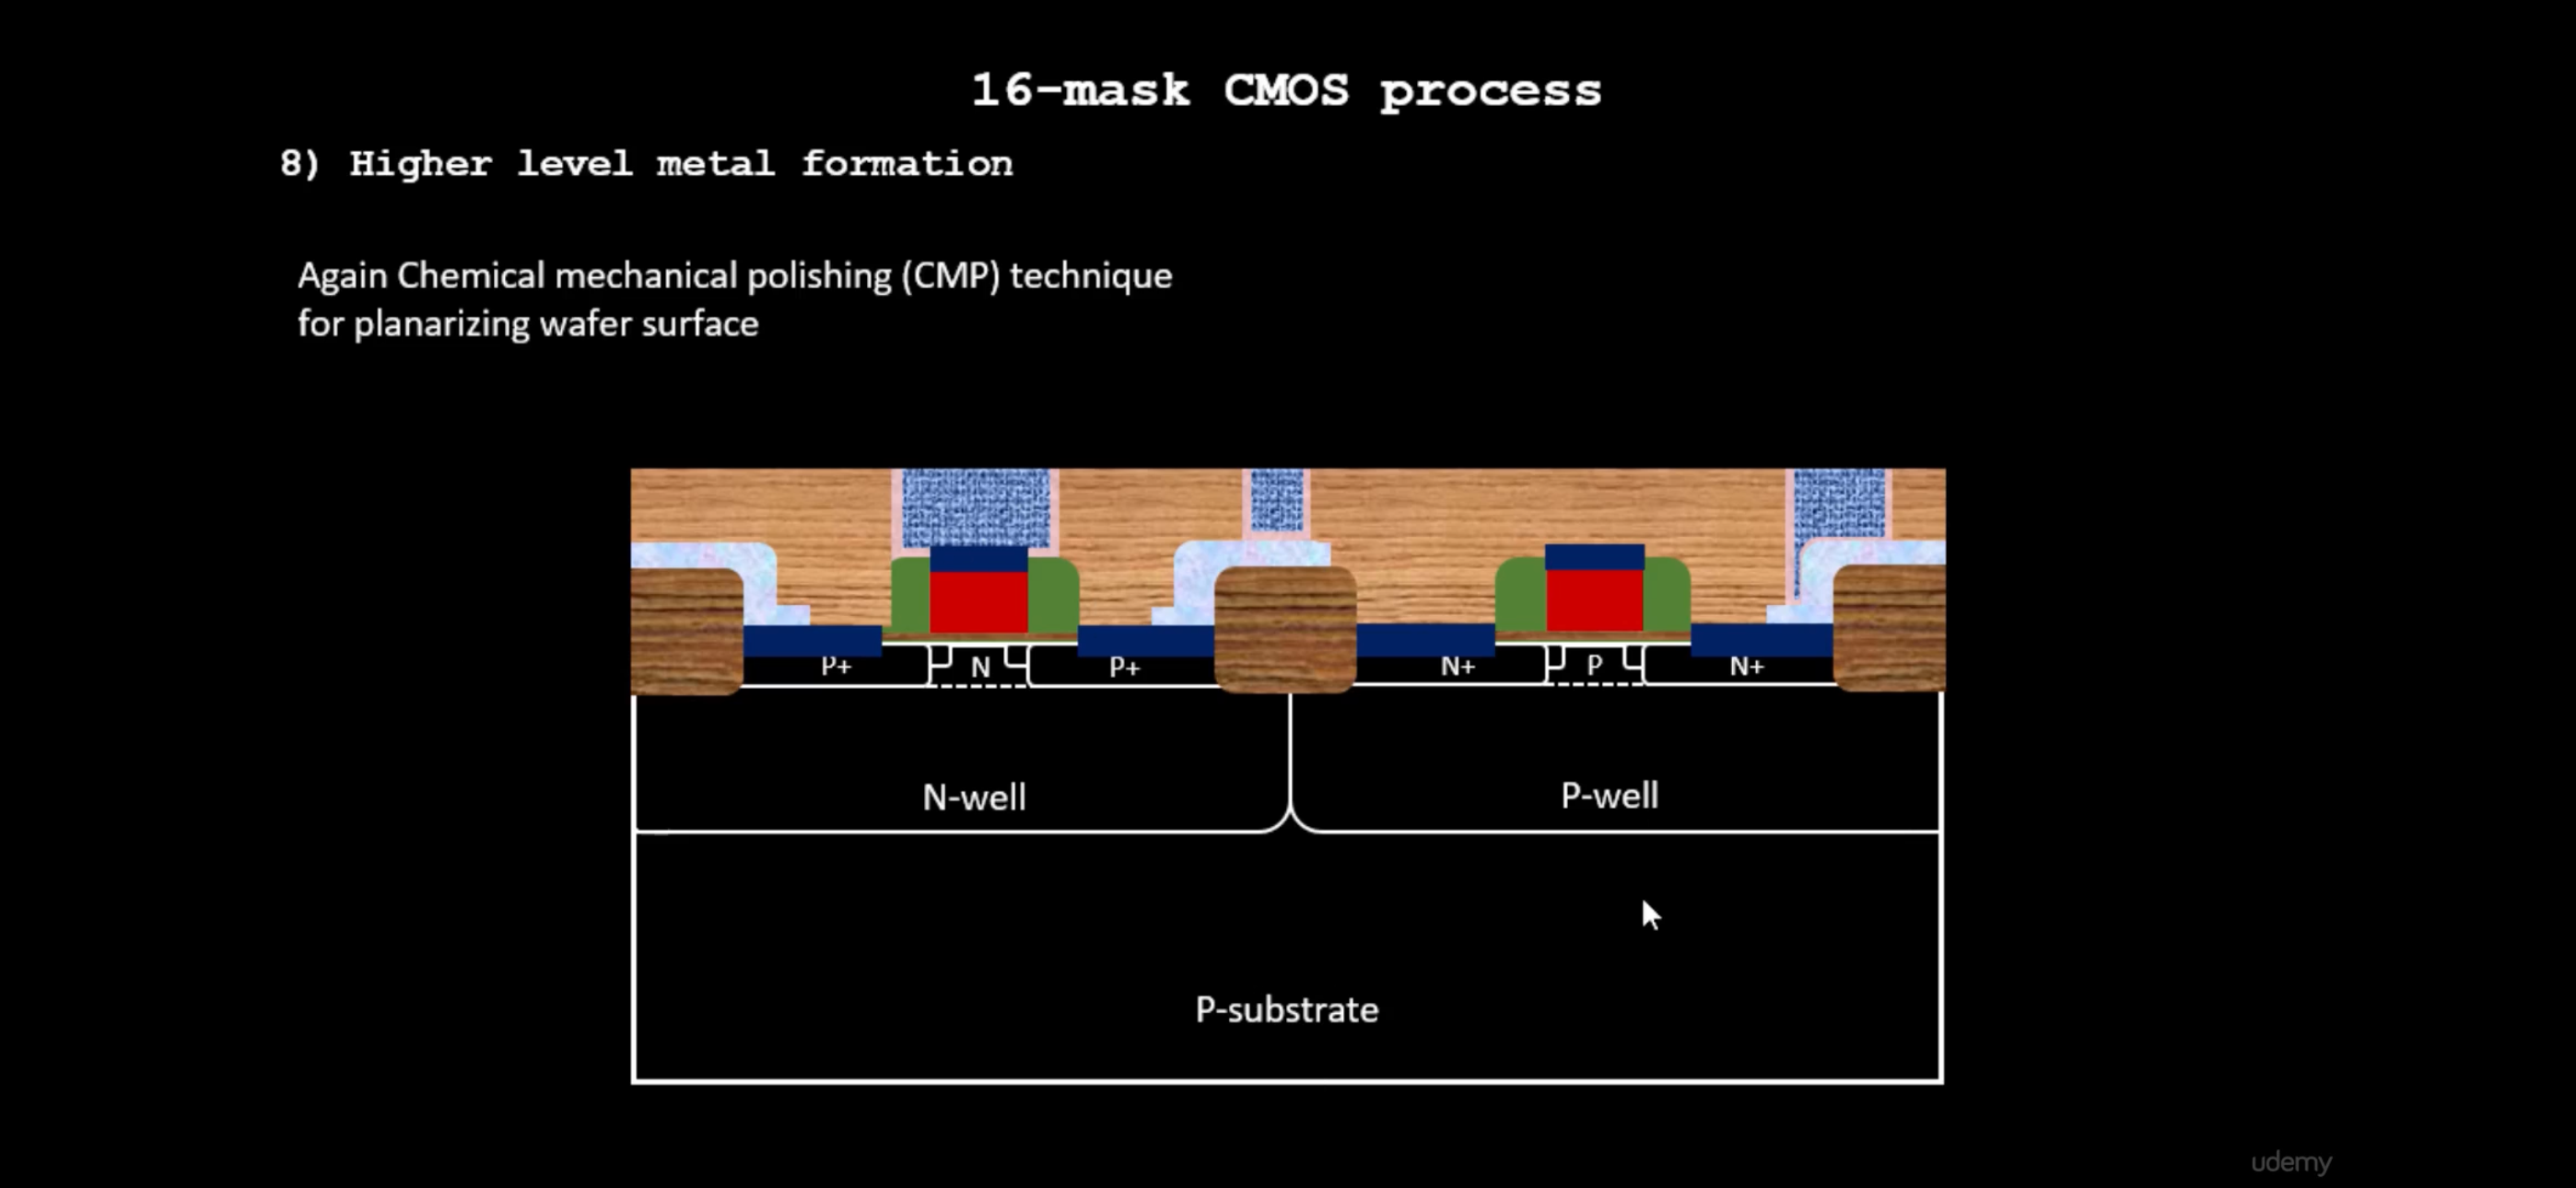 16-mask CMOS process
8) Higher level metal formation
Again Chemical mechanical polishing (CMP) technique
for planarizing wafer surface
P+ N P+ N+ P N+
N-well P-well
P-substrate
udemy